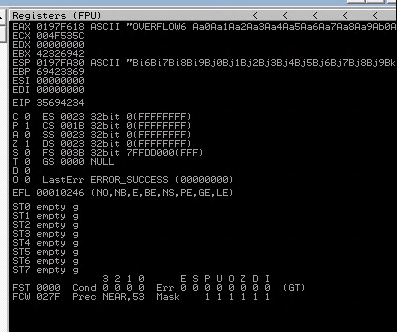 Registers (FPU) < < < < <
EAX 0197F618 ASCII "OVERFLOW6 Aa0Aa1Aa2Aa3Aa4Aa5Aa6Aa7Aa8Aa9Ab0A
ECX 004F535C
EDX 00000000
EBX 42326942
ESP 0197FA30 ASCII "Bi6Bi7Bi8Bi9Bj0Bj1Bj2Bj3Bj4Bj5Bj6Bj7Bj8Bj9Bk
EBP 69423369
ESI 00000000
EDI 00000000
EIP 35694234
C 0 ES 0023 32bit 0(FFFFFFFF)
P 1 CS 001B 32bit 0(FFFFFFFF)
A 0 SS 0023 32bit 0(FFFFFFFF)
Z 1 DS 0023 32bit 0(FFFFFFFF)
S 0 FS 003B 32bit 7FFDD000(FFF)
T 0 GS 0000 NULL
D 0
O 0 LastErr ERROR_SUCCESS (00000000)
EFL 00010246 (NO,NB,E,BE,NS,PE,GE,LE)
ST0 empty g
ST1 empty g
ST2 empty g
ST3 empty g
ST4 empty g
ST5 empty g
ST6 empty g
ST7 empty g
3 2 1 0 E S P U O Z D I
FST 0000 Cond 0 0 0 0 Err 0 0 0 0 0 0 0 0 (GT)
FCW 027F Prec NEAR,53 Mask 1 1 1 1 1 1